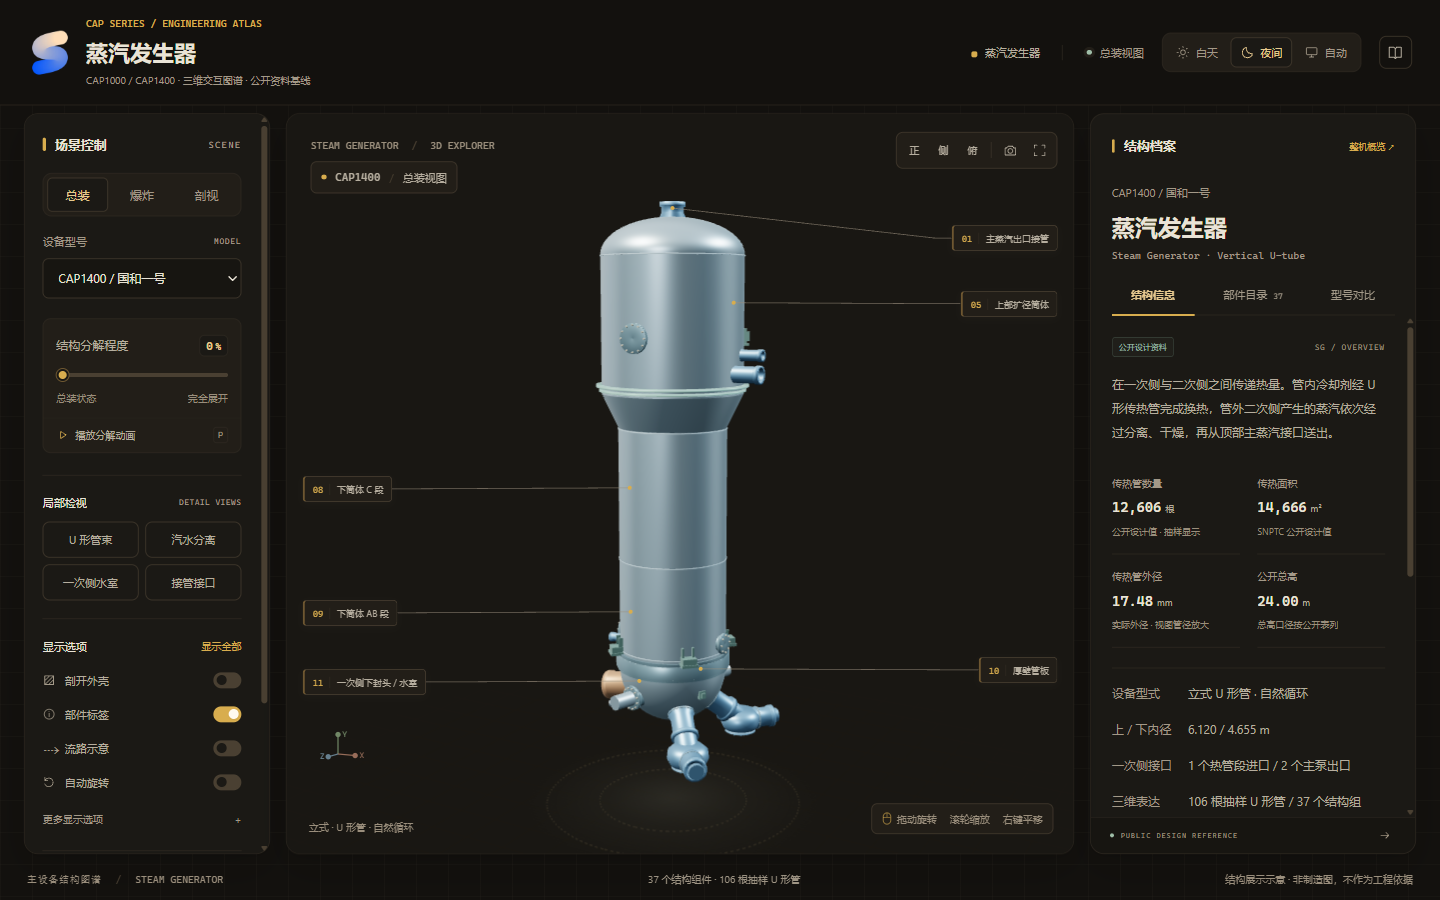 CAP SERIES / ENGINEERING ATLAS
蒸汽发生器
CAP1000 / CAP1400 · 三维交互图谱 · 公开资料基线
蒸汽发生器
总装视图
白天
夜间
自动
场景控制
SCENE
总装
爆炸
剖视
设备型号
MODEL
CAP1400 / 国和一号
结构分解程度
0%
总装状态
完全展开
播放分解动画
P
局部检视
DETAIL VIEWS
U 形管束
汽水分离
一次侧水室
接管接口
显示选项
显示全部
剖开外壳
部件标签
流路示意
自动旋转
更多显示选项
+
STEAM GENERATOR / 3D EXPLORER
CAP1400 / 总装视图
正
侧
俯
01 主蒸汽出口接管
05 上部扩径筒体
08 下筒体 C 段
09 下筒体 AB 段
10 厚壁管板
11 一次侧下封头 / 水室
Y
Z
X
立式 · U 形管 · 自然循环
拖动旋转
滚轮缩放
右键平移
结构档案
整机概览 ↗
CAP1400 / 国和一号
蒸汽发生器
Steam Generator · Vertical U-tube
结构信息
部件目录 37
型号对比
公开设计资料
SG / OVERVIEW
在一次侧与二次侧之间传递热量。管内冷却剂经 U
形传热管完成换热，管外二次侧产生的蒸汽依次经
过分离、干燥，再从顶部主蒸汽接口送出。
传热管数量
12,606 根
公开设计值 · 抽样显示
传热面积
14,666 m²
SNPTC 公开设计值
传热管外径
17.48 mm
实际外径 · 视图管径放大
公开总高
24.00 m
总高口径按公开系列
设备型式
立式 U 形管 · 自然循环
上 / 下内径
6.120 / 4.655 m
一次侧接口
1 个热管段进口 / 2 个主泵出口
三维表达
106 根抽样 U 形管 / 37 个结构组
PUBLIC DESIGN REFERENCE
→
主设备结构图谱 / STEAM GENERATOR
37 个结构组件 · 106 根抽样 U 形管
结构展示示意 · 非制造图，不作为工程依据